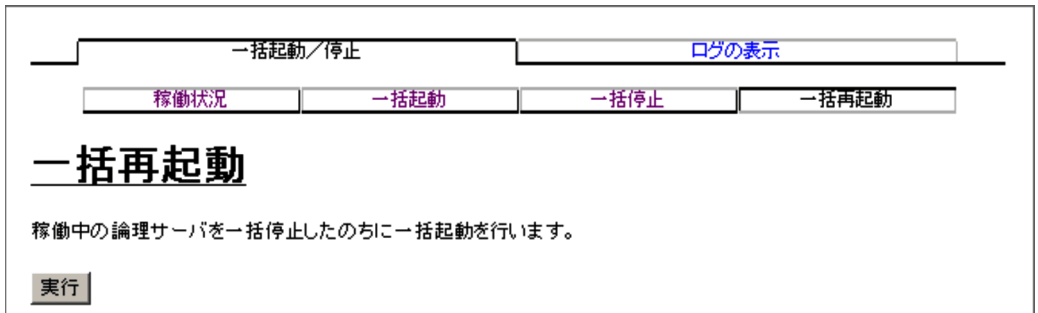 一括起動／停止 ログの表示
稼働状況 一括起動 一括停止 一括再起動
一括再起動
稼働中の論理サーバを一括停止したのちに一括起動を行います。
実行